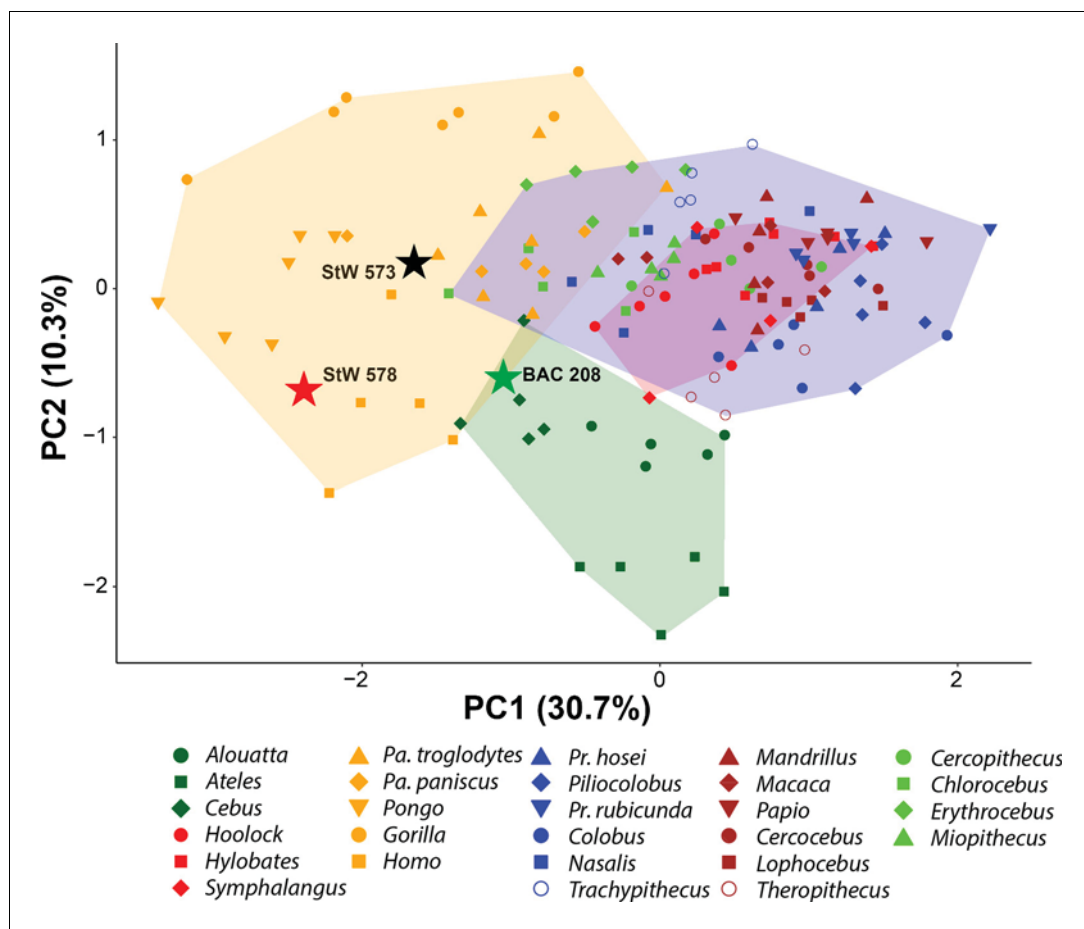 1
StW 573
0
StW 578
BAC 208
−1
−2
PC2 (10.3%)
−2
0
2
PC1 (30.7%)
Alouatta
Ateles
Cebus
Hoolock
Hylobates
Symphalangus
Pa. troglodytes
Pa. paniscus
Pongo
Gorilla
Homo
Pr. hosei
Piliocolobus
Pr. rubicunda
Colobus
Nasalis
Trachypithecus
Mandrillus
Macaca
Papio
Cercocebus
Lophocebus
Theropithecus
Cercopithecus
Chlorocebus
Erythrocebus
Miopithecus